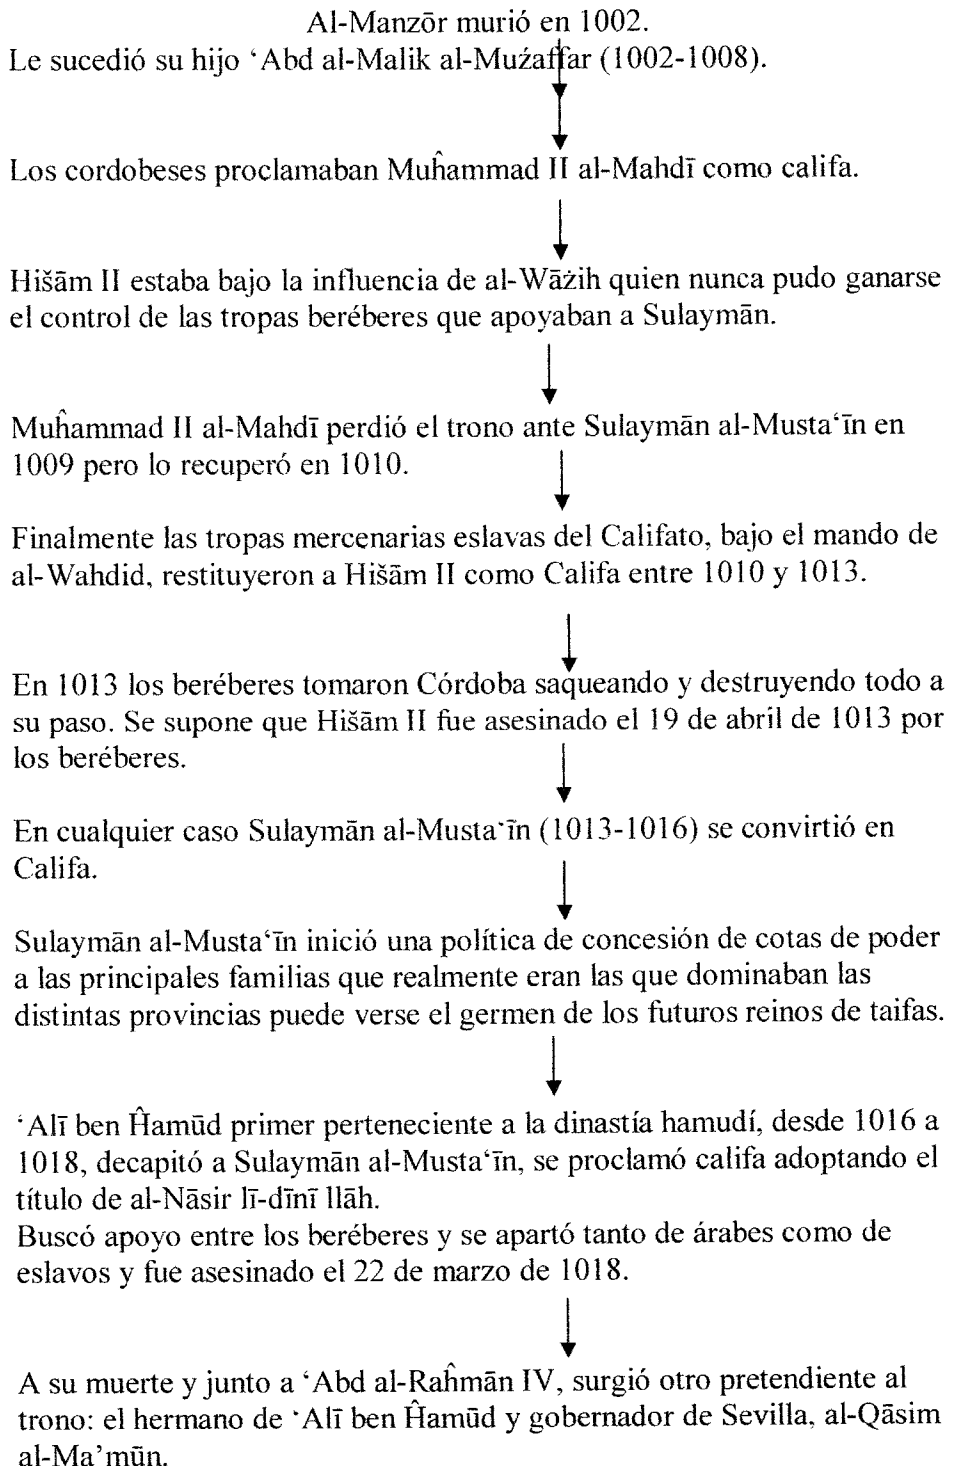 Al-Manzōr murió en 1002.
Le sucedió su hijo ‘Abd al-Malik al-Muźaffar (1002-1008).
Los cordobeses proclamaban Muĥammad II al-Mahdī como califa.
Hišām II estaba bajo la influencia de al-Wāżih quien nunca pudo ganarse
el control de las tropas beréberes que apoyaban a Sulaymān.
Muĥammad II al-Mahdī perdió el trono ante Sulaymān al-Musta‘īn en
1009 pero lo recuperó en 1010.
Finalmente las tropas mercenarias eslavas del Califato, bajo el mando de
al-Wahdid, restituyeron a Hišām II como Califa entre 1010 y 1013.
En 1013 los beréberes tomaron Córdoba saqueando y destruyendo todo a
su paso. Se supone que Hišām II fue asesinado el 19 de abril de 1013 por
los beréberes.
En cualquier caso Sulaymān al-Musta‘īn (1013-1016) se convirtió en
Califa.
Sulaymān al-Musta‘īn inició una política de concesión de cotas de poder
a las principales familias que realmente eran las que dominaban las
distintas provincias puede verse el germen de los futuros reinos de taifas.
‘Alī ben Ĥamūd primer perteneciente a la dinastía hamudí, desde 1016 a
1018, decapitó a Sulaymān al-Musta‘īn, se proclamó califa adoptando el
título de al-Nāsir lī-dīnī llāh.
Buscó apoyo entre los beréberes y se apartó tanto de árabes como de
eslavos y fue asesinado el 22 de marzo de 1018.
A su muerte y junto a ‘Abd al-Raĥmān IV, surgió otro pretendiente al
trono: el hermano de ‘Alī ben Ĥamūd y gobernador de Sevilla, al-Qāsim
al-Ma’mūn.